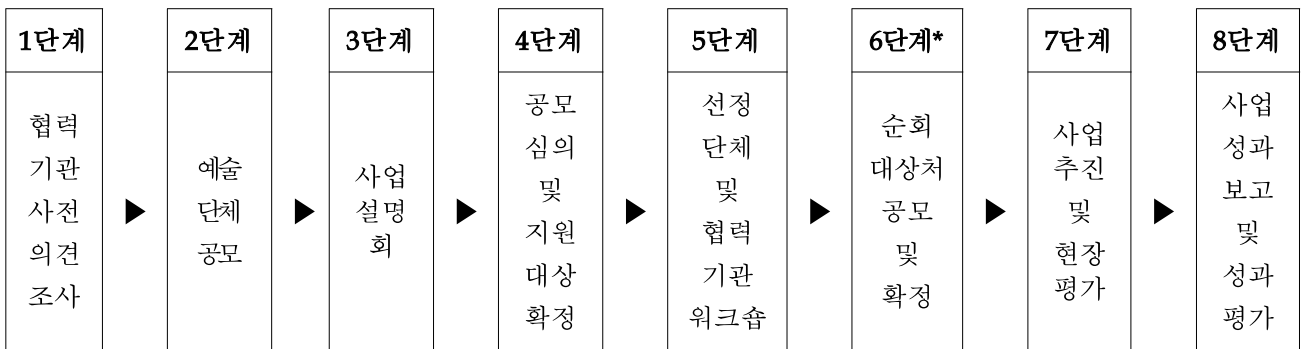 1단계
협력
기관
사전
의견
조사
▶
2단계
예술
단체
공모
▶
3단계
사업
설명
회
▶
4단계
공모
심의
및
지원
대상
확정
▶
5단계
선정
단체
및
협력
기관
워크숍
▶
6단계*
순회
대상처
공모
및
확정
▶
7단계
사업
추진
및
현장
평가
▶
8단계
사업
성과
보고
및
성과
평가